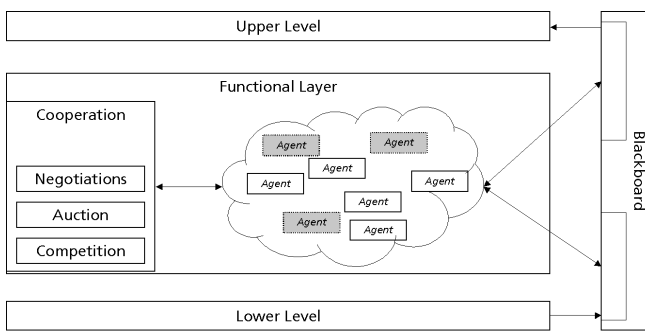 Upper Level
Functional Layer
Cooperation
Negotiations
Auction
Competition
Agent
Agent
Agent
Agent
Agent
Agent
Agent
Agent
Blackboard
Lower Level